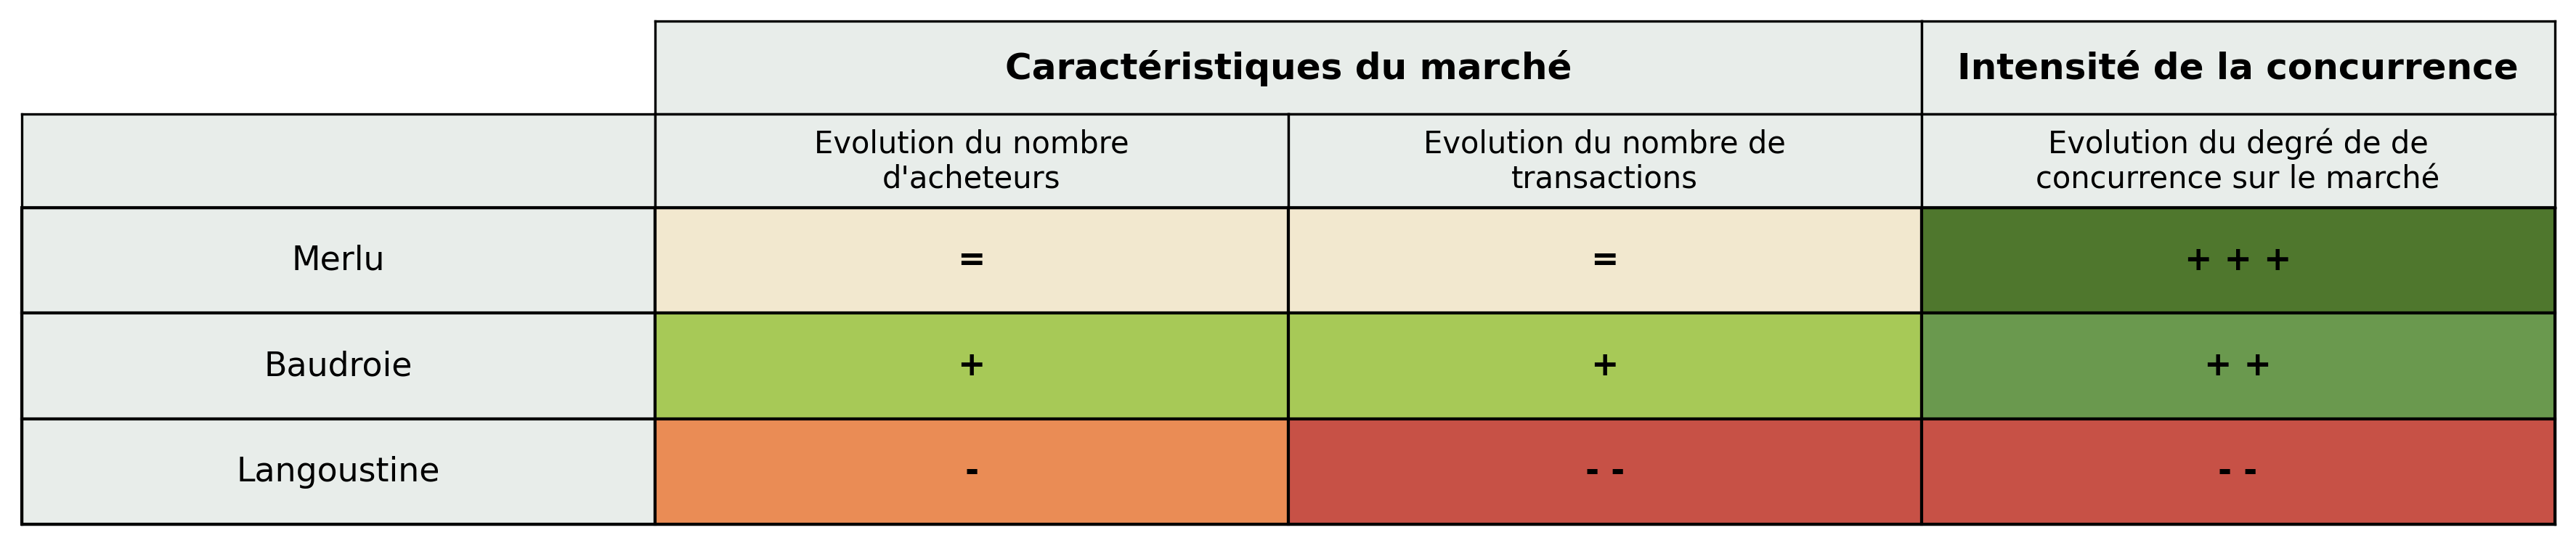 Caractéristiques du marché
Intensité de la concurrence
Evolution du nombre
d'acheteurs
Evolution du nombre de
transactions
Evolution du degré de de
concurrence sur le marché
Merlu
=
=
+ + +
Baudroie
+
+
+ +
Langoustine
-
- -
- -